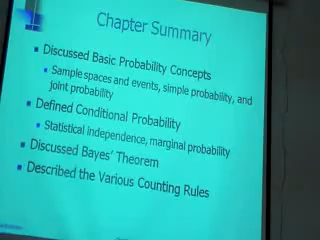 Chapter Summary
Discussed Basic Probability Concepts
Sample spaces and events, simple probability, and
joint probability
Defined Conditional Probability
Statistical independence, marginal probability
Discussed Bayes' Theorem
Described the Various Counting Rules